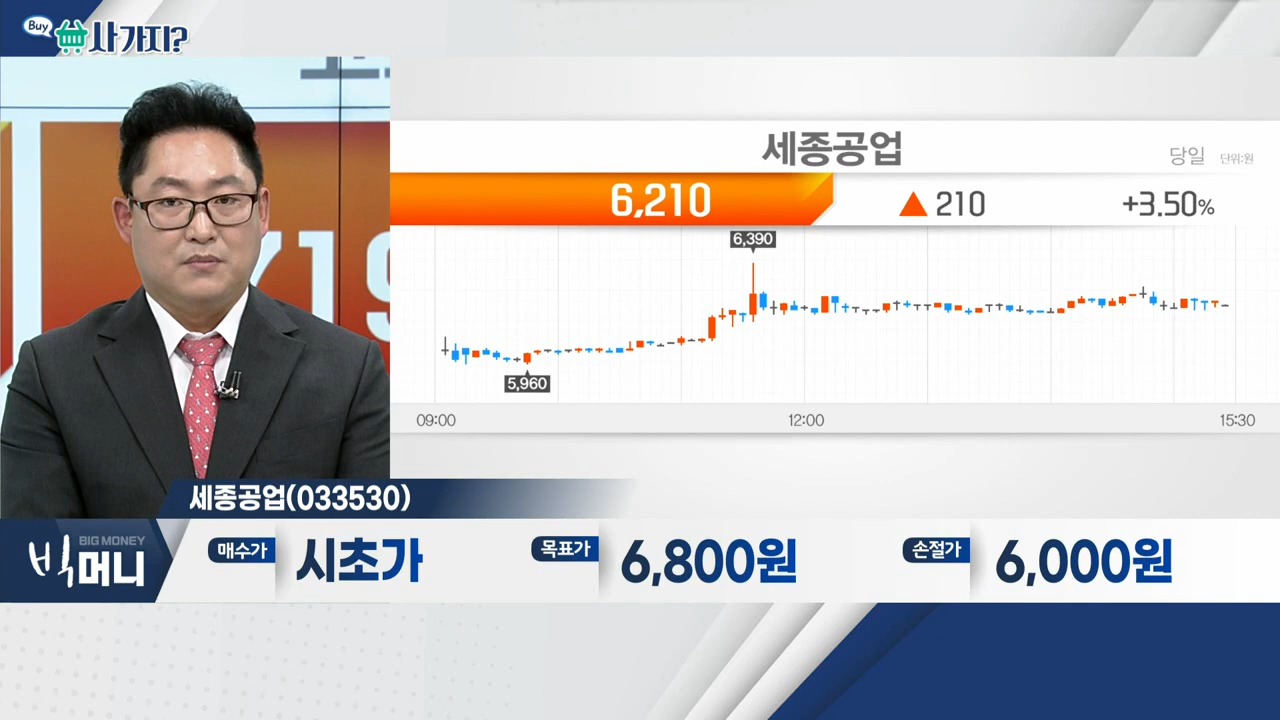 Buy
사가지?
세종공업
당일 단위:원
6,210 ▲ 210 +3.50%
6,390
5,960
09:00 12:00 15:30
세종공업(033530)
BIG MONEY
빅머니
매수가 시초가 목표가 6,800원 손절가 6,000원